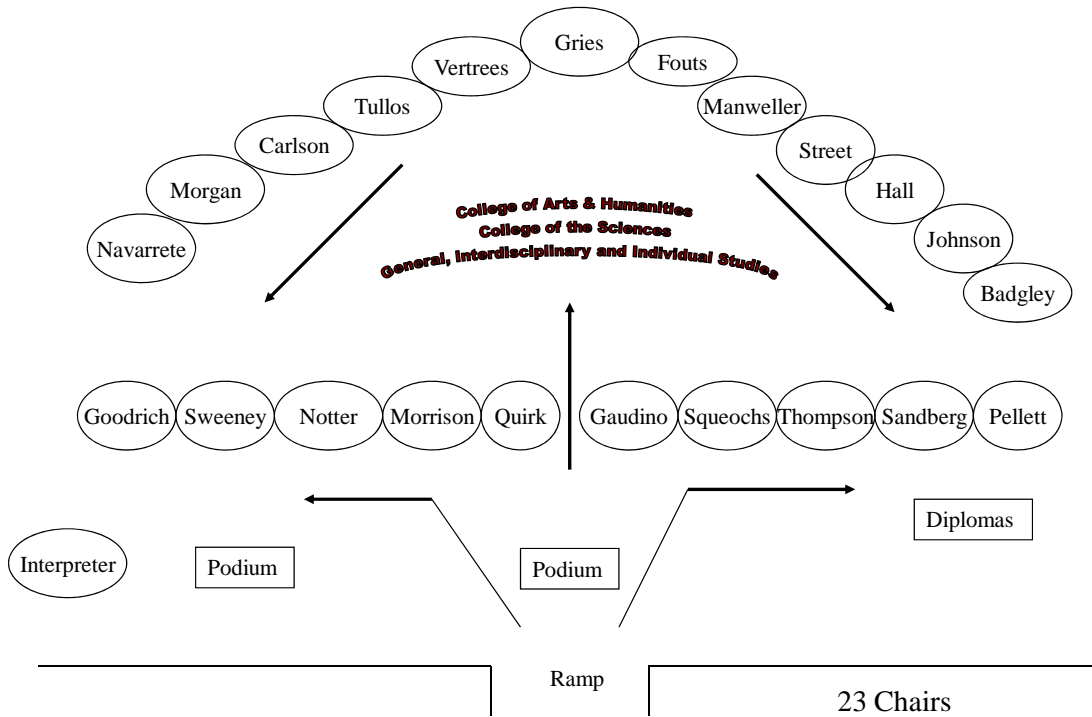 Gries
Vertrees
Fouts
Tullos
Manweller
Carlson
Street
Morgan
Hall
Navarrete
Johnson
Badgley
College of Arts & Humanities
College of the Sciences
General, Interdisciplinary and Individual Studies
Goodrich Sweeney Notter Morrison Quirk Gaudino Squeochs Thompson Sandberg Pellett
Diplomas
Interpreter Podium Podium
Ramp
23 Chairs